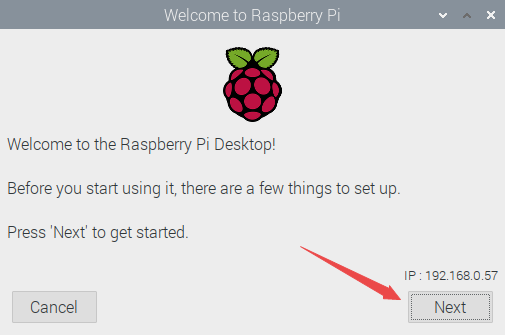 Welcome to Raspberry Pi
Welcome to the Raspberry Pi Desktop!
Before you start using it, there are a few things to set up.
Press 'Next' to get started.
IP : 192.168.0.57
Cancel
Next